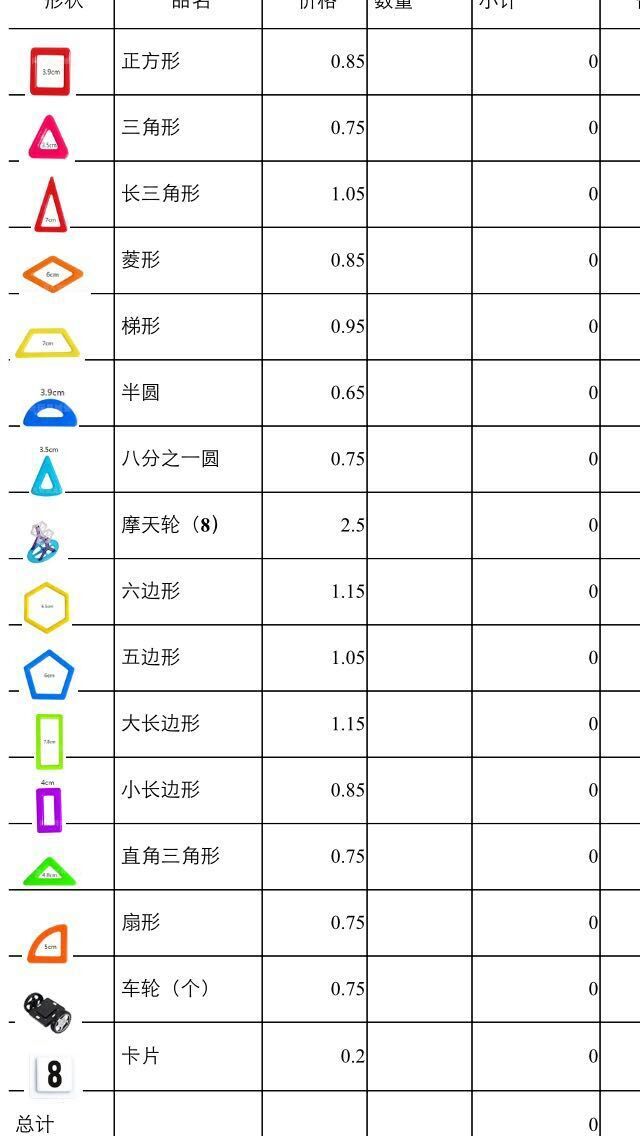 形状 品名 价格 数量 小计
3.9cm 正方形 0.85 0
3.5cm 三角形 0.75 0
7cm 长三角形 1.05 0
6cm 菱形 0.85 0
7cm 梯形 0.95 0
3.9cm 半圆 0.65 0
3.5cm 八分之一圆 0.75 0
摩天轮（8） 2.5 0
六边形 1.15 0
6cm 五边形 1.05 0
7.8cm 大长边形 1.15 0
4cm 小长边形 0.85 0
4.8cm 直角三角形 0.75 0
5cm 扇形 0.75 0
车轮（个） 0.75 0
8 卡片 0.2 0
总计 0